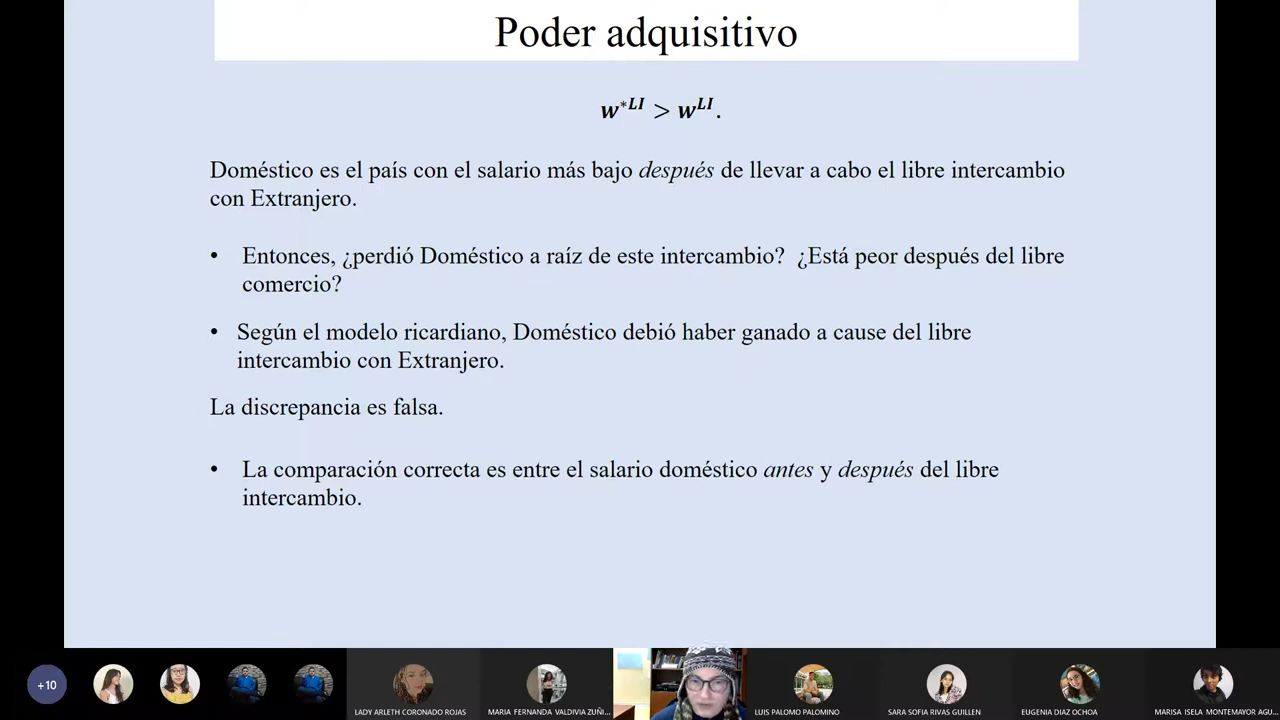 Poder adquisitivo
w*LI > wLI.
Doméstico es el país con el salario más bajo después de llevar a cabo el libre intercambio
con Extranjero.
• Entonces, ¿perdió Doméstico a raíz de este intercambio? ¿Está peor después del libre
comercio?
• Según el modelo ricardiano, Doméstico debió haber ganado a cause del libre
intercambio con Extranjero.
La discrepancia es falsa.
• La comparación correcta es entre el salario doméstico antes y después del libre
intercambio.
+10
LADY ARLETH CORONADO ROJAS
MARIA FERNANDA VALDIVIA ZUÑI...
LUIS PALOMO PALOMINO
SARA SOFIA RIVAS GUILLEN
EUGENIA DIAZ OCHOA
MARISA ISELA MONTEMAYOR AGU...